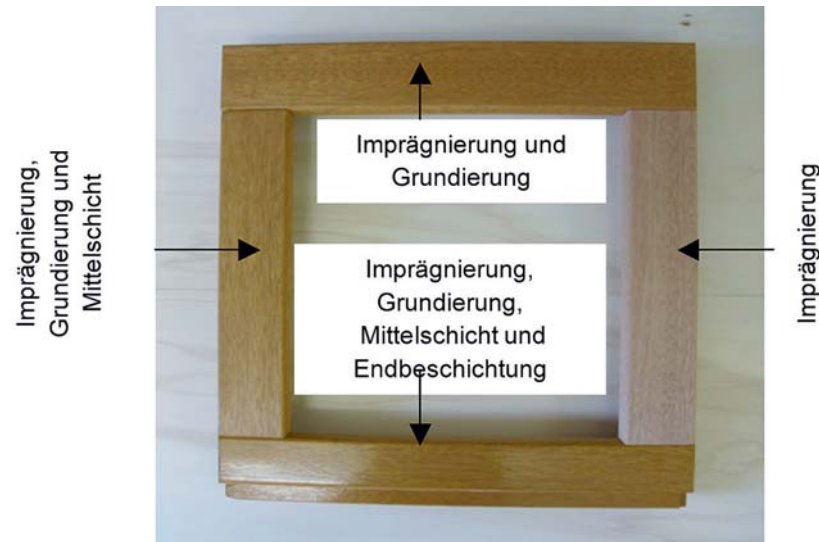 Imprägnierung,
Grundierung und
Mittelschicht
Imprägnierung und
Grundierung
Imprägnierung,
Grundierung,
Mittelschicht und
Endbeschichtung
Imprägnierung